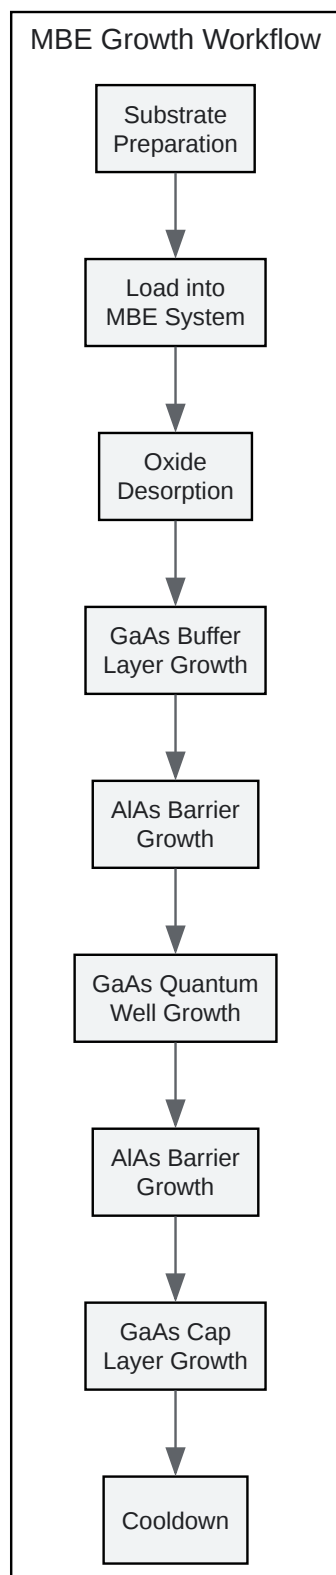 MBE Growth Workflow
Substrate
Preparation
Load into
MBE System
Oxide
Desorption
GaAs Buffer
Layer Growth
AlAs Barrier
Growth
GaAs Quantum
Well Growth
AlAs Barrier
Growth
GaAs Cap
Layer Growth
Cooldown